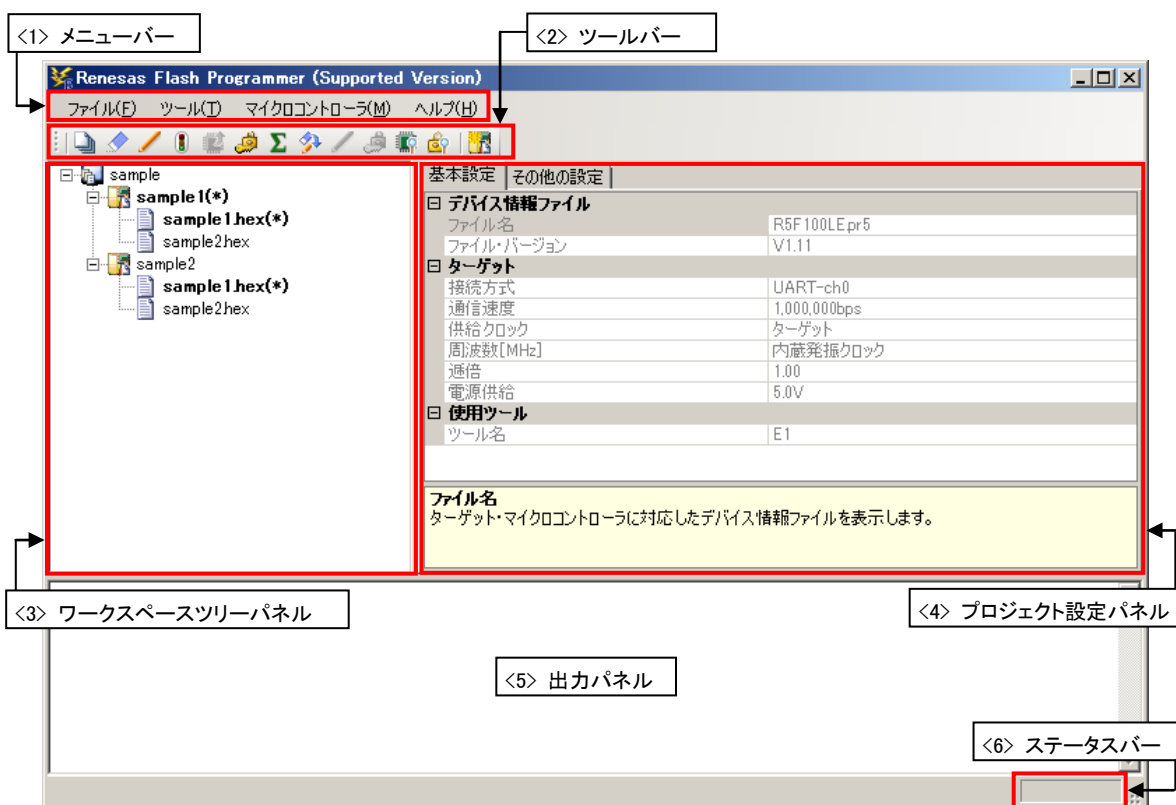 <1> メニューバー
<2> ツールバー
Renesas Flash Programmer (Supported Version)
ファイル(F) ツール(T) マイクロコントローラ(M) ヘルプ(H)
sample
sample1(*)
sample1.hex(*)
sample2.hex
sample2
sample1.hex(*)
sample2.hex
基本設定 その他の設定
デバイス情報ファイル
ファイル名 R5F100LE.pr5
ファイル・バージョン V1.11
ターゲット
接続方式 UART-ch0
通信速度 1,000,000bps
供給クロック ターゲット
周波数[MHz] 内蔵発振クロック
逓倍 1.00
電源供給 5.0V
使用ツール
ツール名 E1
ファイル名
ターゲット・マイクロコントローラに対応したデバイス情報ファイルを表示します。
<3> ワークスペースツリーパネル
<4> プロジェクト設定パネル
<5> 出力パネル
<6> ステータスバー